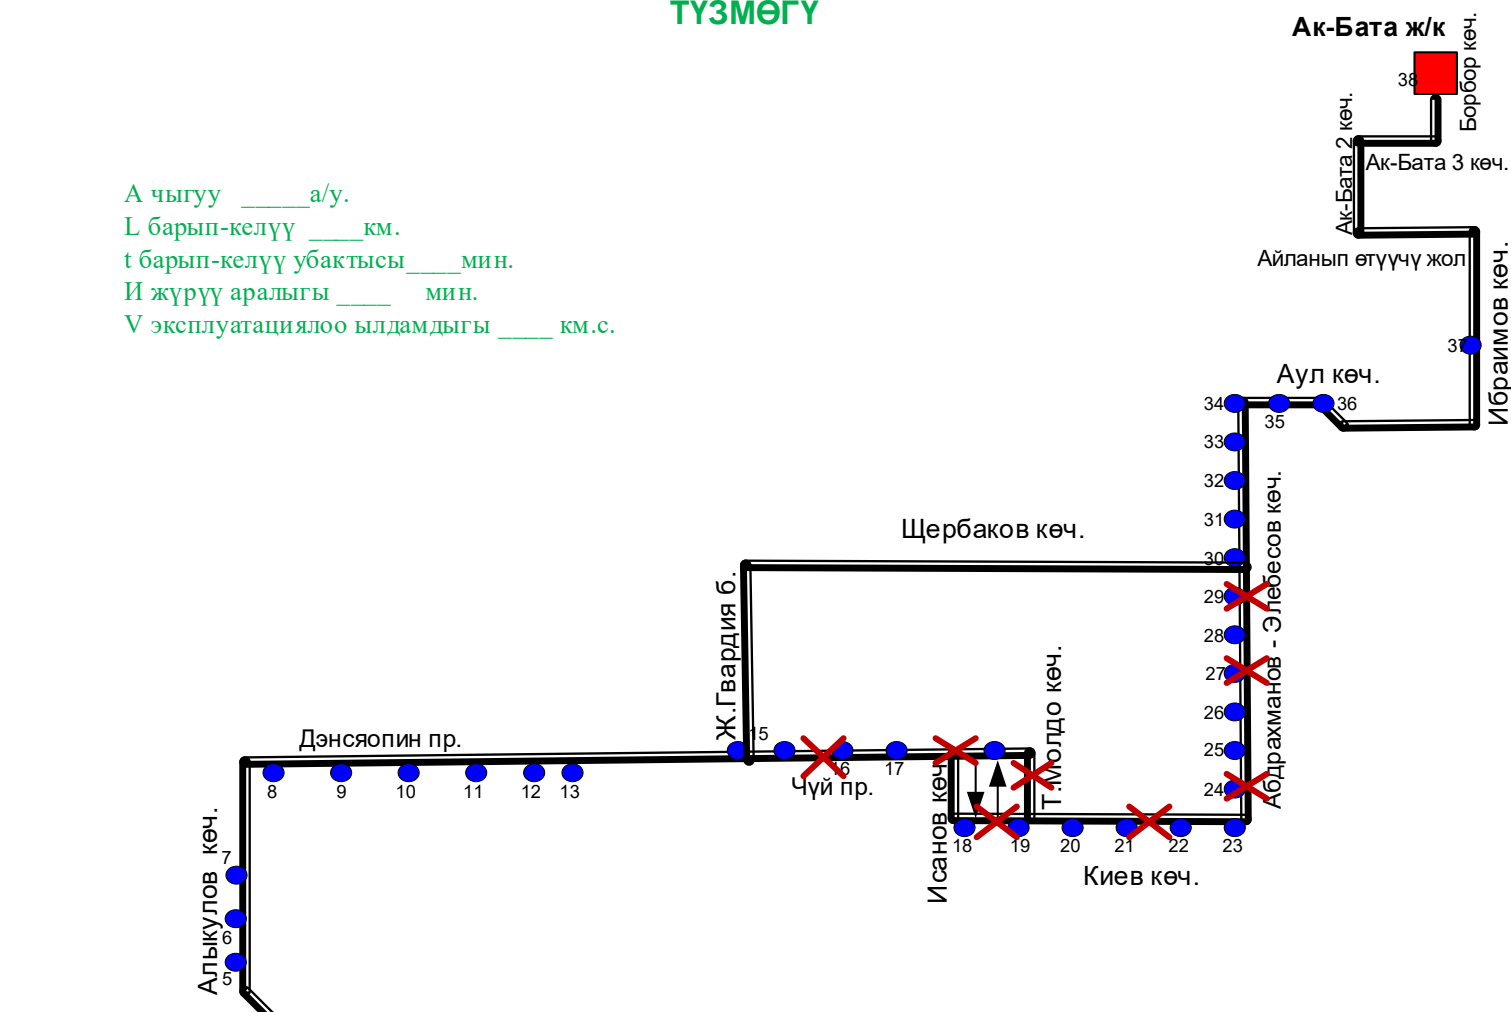 ТҮЗМӨГҮ
Ак-Бата ж/к
Борбор көч.
38
Ак-Бата 2 көч.
Ак-Бата 3 көч.
А чыгуу _____а/у.
L барып-келүү ____км.
t барып-келүү убактысы____мин.
И жүрүү аралыгы ____ мин.
V эксплуатациялоо ылдамдыгы ____ км.с.
Айланып өтүүчү жол
Ибраимов көч.
37
Аул көч.
34
35
36
33
32
31
30
29
28
27
26
25
24
Абдрахманов - Элебесов көч.
Щербаков көч.
Ж.Гвардия б.
Т.Молдо көч.
Дэнсяопин пр.
15
16
17
Чүй пр.
Исанов көч.
8
9
10
11
12
13
18
19
20
21
22
23
Киев көч.
Алыкулов көч.
7
6
5